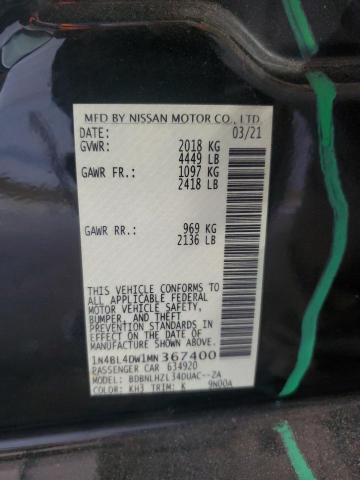 MFD BY NISSAN MOTOR CO., LTD.
DATE: 03/21
GVWR: 2018 KG
4449 LB
GAWR FR.: 1097 KG
2418 LB
GAWR RR.: 969 KG
2136 LB
THIS VEHICLE CONFORMS TO
ALL APPLICABLE FEDERAL
MOTOR VEHICLE SAFETY,
BUMPER, AND THEFT
PREVENTION STANDARDS
IN EFFECT ON THE DATE OF
MANUFACTURE SHOWN ABOVE.
1N4BL4DW1MN367400
PASSENGER CAR 634920
MODEL: BDBNLHZL34DUAC--ZA
COLOR: KH3 TRIM: K 9N00A